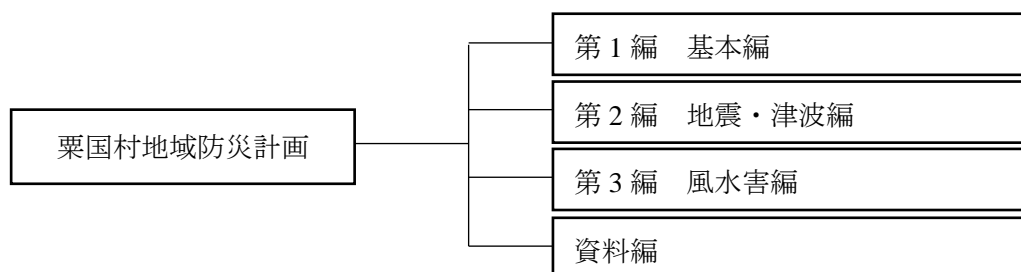 第1編　基本編
第2編　地震・津波編
粟国村地域防災計画
第3編　風水害編
資料編